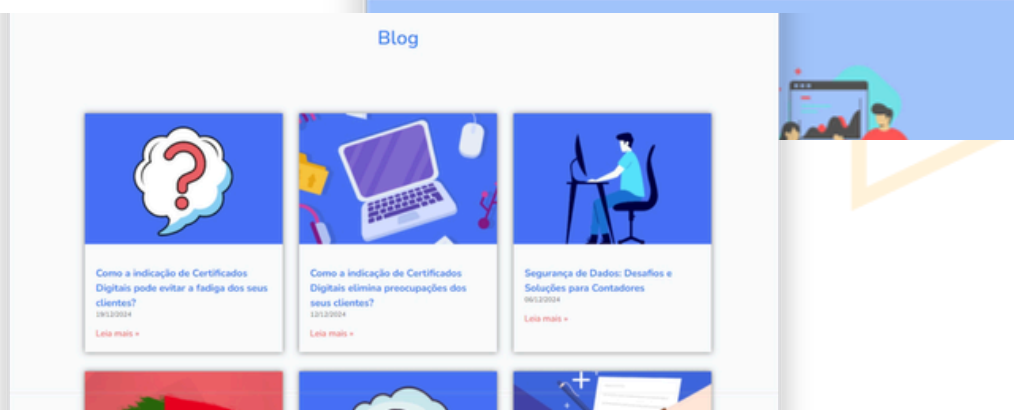 Blog
Como a indicação de Certificados
Digitais pode evitar a fadiga dos seus
clientes?
19/12/2024
Leia mais »
Como a indicação de Certificados
Digitais elimina preocupações dos
seus clientes?
12/12/2024
Leia mais »
Segurança de Dados: Desafios e
Soluções para Contadores
06/12/2024
Leia mais »